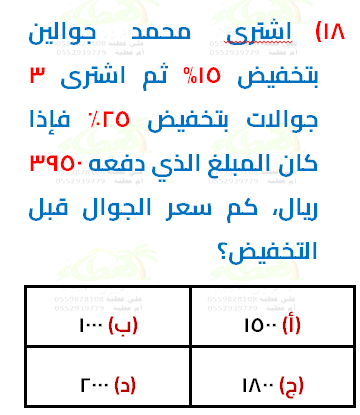 ١٨) اشترى محمد جوالين
بتخفيض ١٥% ثم اشترى ٣
جوالات بتخفيض ٢٥٪ فإذا
كان المبلغ الذي دفعه ٣٩٥٠
ريال، كم سعر الجوال قبل
التخفيض؟
(أ) ١٥٠٠ (ب) ١٠٠٠
(ج) ١٨٠٠ (د) ٢٠٠٠